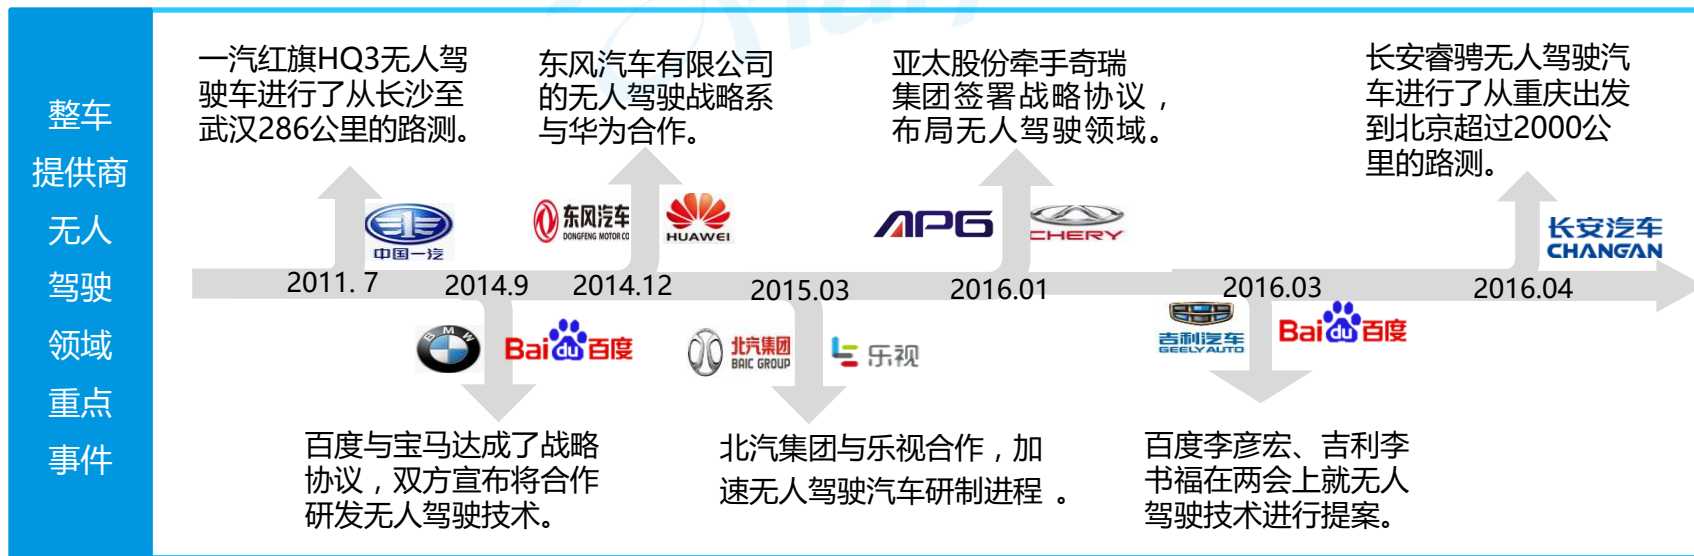 整车
提供商
无人
驾驶
领域
重点
事件
一汽红旗HQ3无人驾
驶车进行了从长沙至
武汉286公里的路测。
东风汽车有限公司
的无人驾驶战略系
与华为合作。
亚太股份牵手奇瑞
集团签署战略协议，
布局无人驾驶领域。
长安睿骋无人驾驶汽
车进行了从重庆出发
到北京超过2000公
里的路测。
中国一汽
东风汽车
DONGFENG MOTOR CO
HUAWEI
APG
CHERY
长安汽车
CHANGAN
2011. 7
2014.9
2014.12
2015.03
2016.01
2016.03
2016.04
BMW
Bai du 百度
北汽集团
BAIC GROUP
乐视
吉利汽车
GEELY AUTO
Bai du 百度
百度与宝马达成了战略
协议，双方宣布将合作
研发无人驾驶技术。
北汽集团与乐视合作，加
速无人驾驶汽车研制进程 。
百度李彦宏、吉利李
书福在两会上就无人
驾驶技术进行提案。